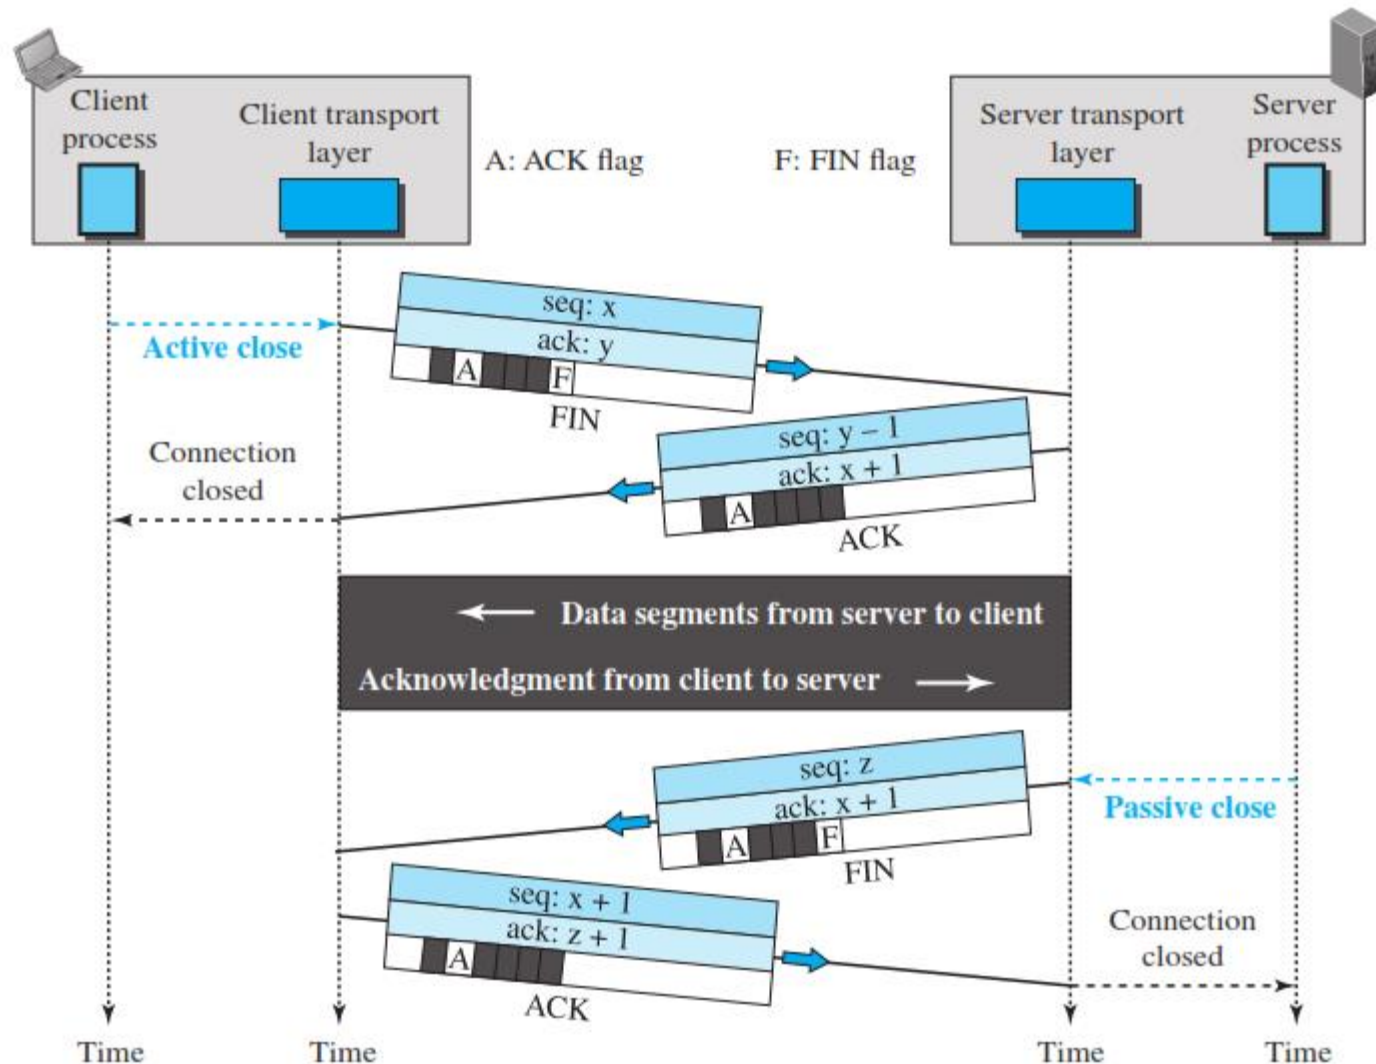 Client
process
Client transport
layer
A: ACK flag
F: FIN flag
Server transport
layer
Server
process
seq: x
ack: y
A F
FIN
Active close
seq: y – 1
ack: x + 1
A
ACK
Connection
closed
Data segments from server to client
Acknowledgment from client to server
seq: z
ack: x + 1
A F
FIN
Passive close
seq: x + 1
ack: z + 1
A
ACK
Connection
closed
Time
Time
Time
Time